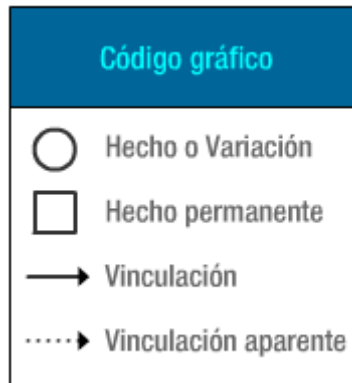 Código gráfico
Hecho o Variación
Hecho permanente
Vinculación
Vinculación aparente